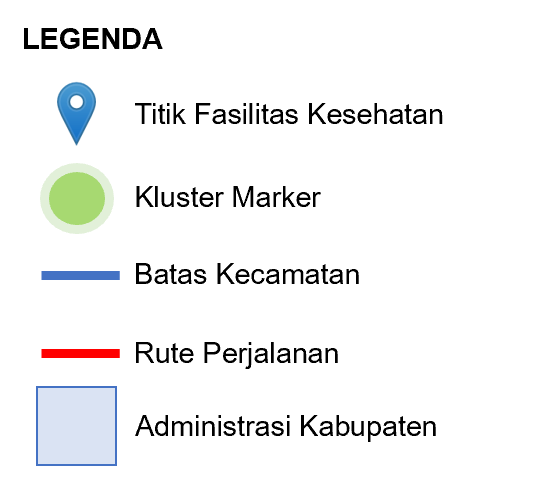 LEGENDA
Titik Fasilitas Kesehatan
Kluster Marker
Batas Kecamatan
Rute Perjalanan
Administrasi Kabupaten